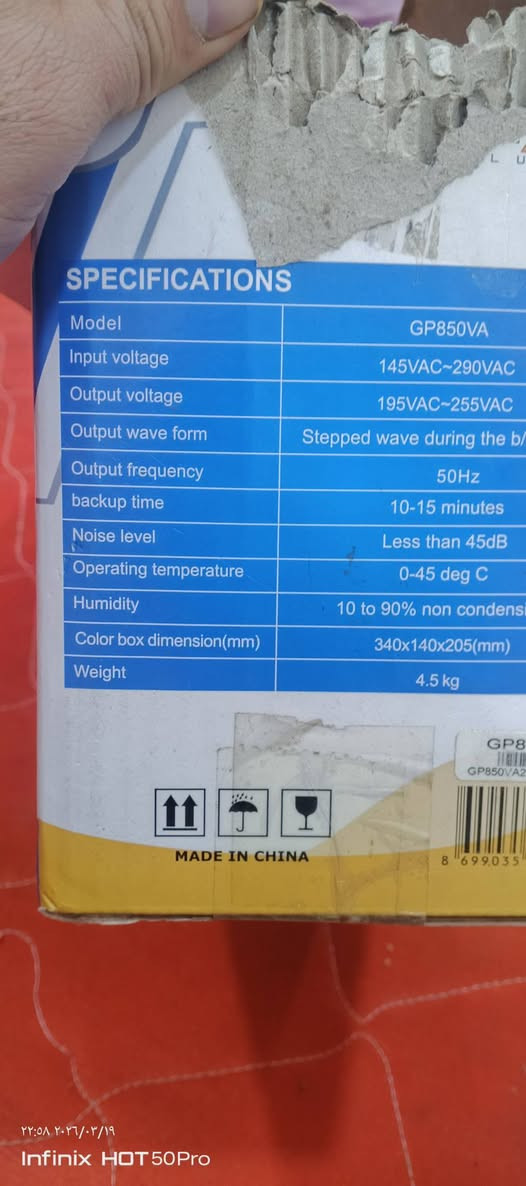 L U
SPECIFICATIONS
Model GP850VA
Input voltage 145VAC~290VAC
Output voltage 195VAC~255VAC
Output wave form Stepped wave during the b/
Output frequency 50Hz
backup time 10-15 minutes
Noise level Less than 45dB
Operating temperature 0-45 deg C
Humidity 10 to 90% non condensi
Color box dimension(mm) 340x140x205(mm)
Weight 4.5 kg
GP8
GP850VA2
8 699035
MADE IN CHINA
٢٢:٥٨ ٢٠٢٦/٠٣/١٩
Infinix HOT 50Pro